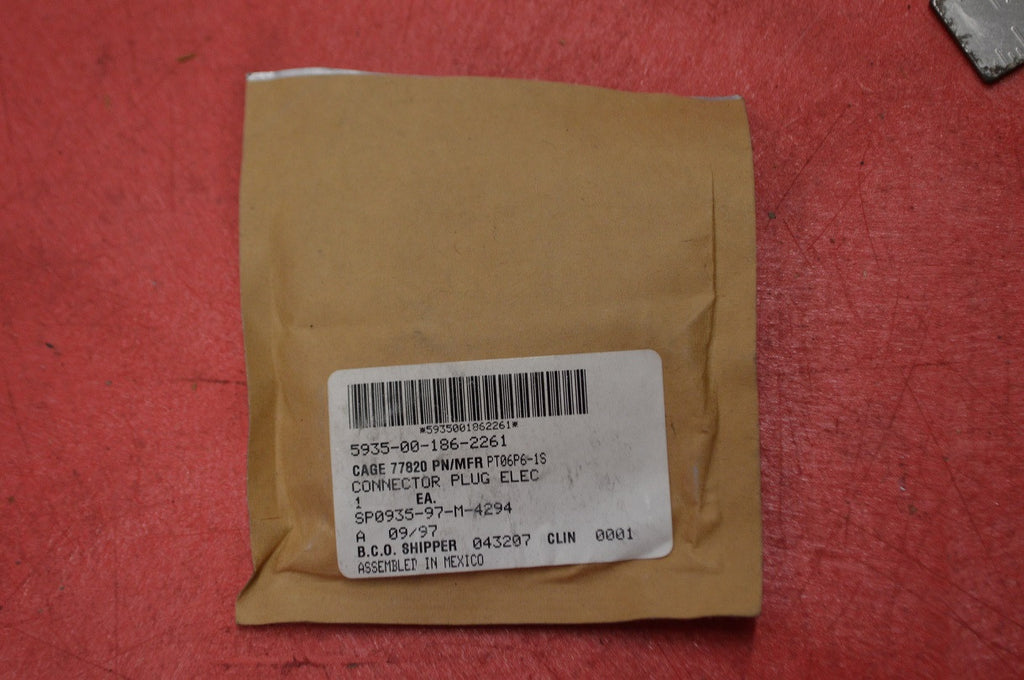 *5935001862261*
5935-00-186-2261
CAGE 77820 PN/MFR PT06P6-1S
CONNECTOR PLUG ELEC
1 EA.
SP0935-97-M-4294
A 09/97
B.C.O. SHIPPER 043207 CLIN 0001
ASSEMBLED IN MEXICO